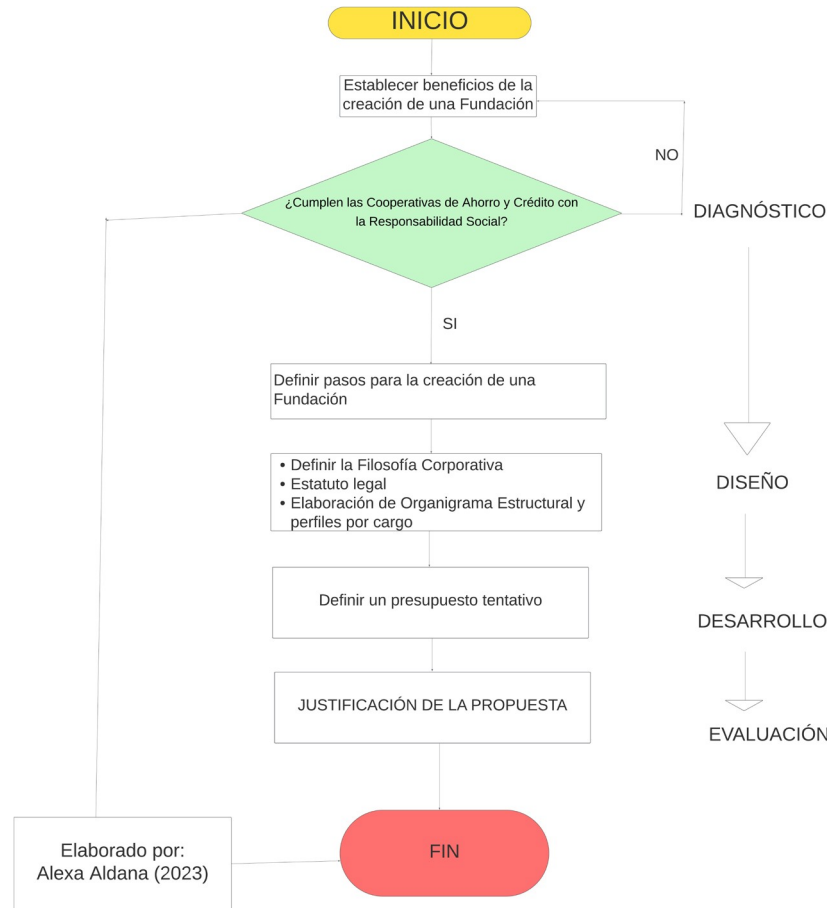 INICIO
Establecer beneficios de la
creación de una Fundación
NO
¿Cumplen las Cooperativas de Ahorro y Crédito con
la Responsabilidad Social?
DIAGNÓSTICO
SI
Definir pasos para la creación de una
Fundación
• Definir la Filosofía Corporativa
• Estatuto legal
• Elaboración de Organigrama Estructural y
perfiles por cargo
DISEÑO
Definir un presupuesto tentativo
DESARROLLO
JUSTIFICACIÓN DE LA PROPUESTA
EVALUACIÓN
Elaborado por:
Alexa Aldana (2023)
FIN